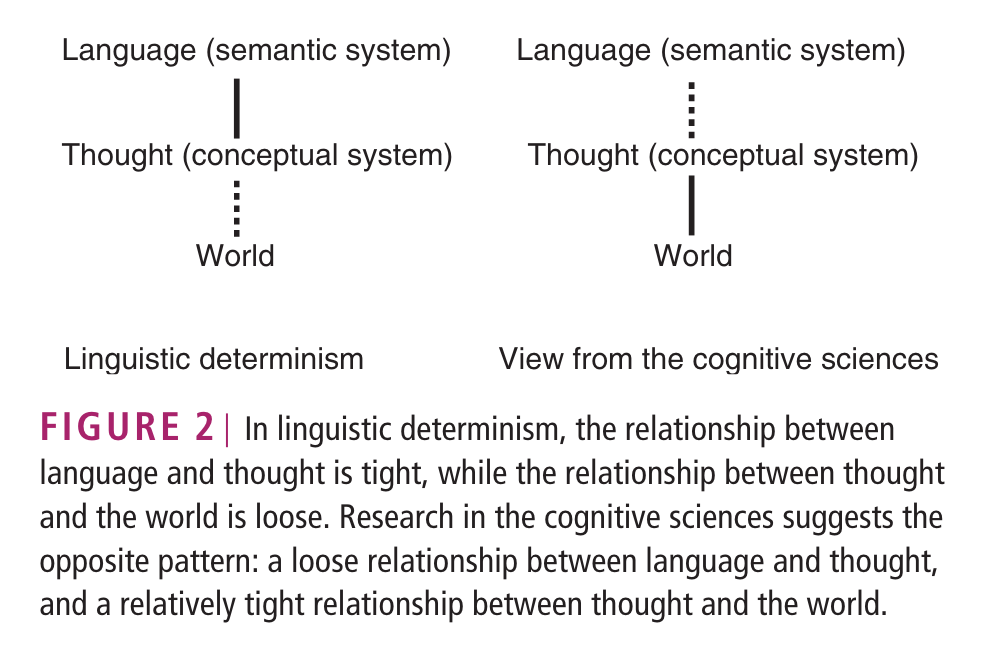 Language (semantic system)
Thought (conceptual system)
World
Linguistic determinism
Language (semantic system)
Thought (conceptual system)
World
View from the cognitive sciences
FIGURE 2 | In linguistic determinism, the relationship between
language and thought is tight, while the relationship between thought
and the world is loose. Research in the cognitive sciences suggests the
opposite pattern: a loose relationship between language and thought,
and a relatively tight relationship between thought and the world.